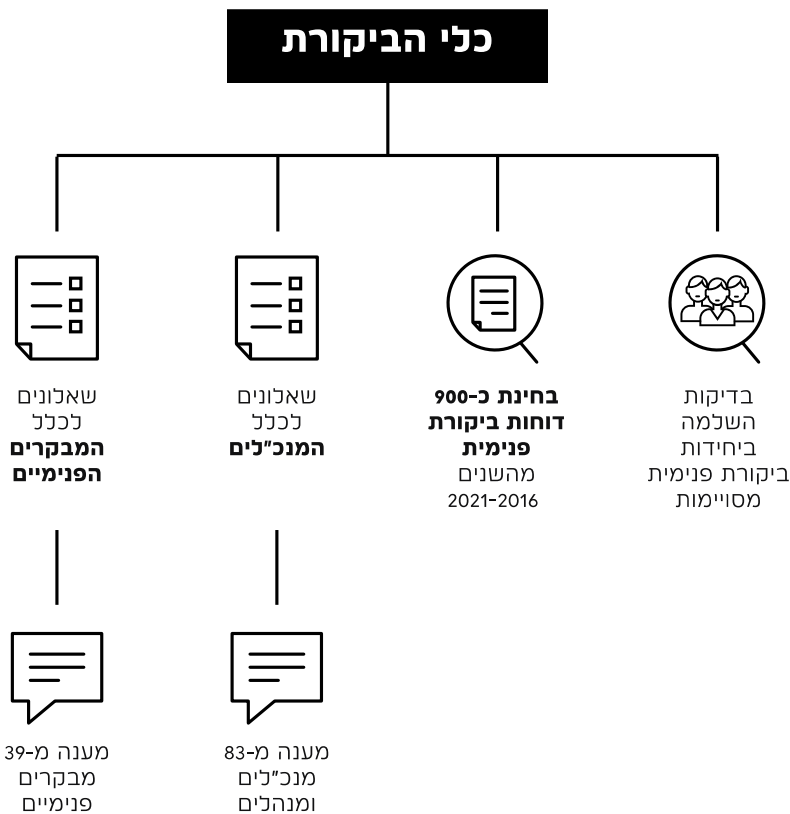 כלי הביקורת
בדיקות
השלמה
ביחידות
ביקורת פנימית
מסויימות
בחינת כ-900
דוחות ביקורת
פנימית
מהשנים
2021-2016
שאלונים
לכלל
המנכ"לים
שאלונים
לכלל
המבקרים
הפנימיים
מענה מ-83
מנכ"לים
ומנהלים
מענה מ-39
מבקרים
פנימיים